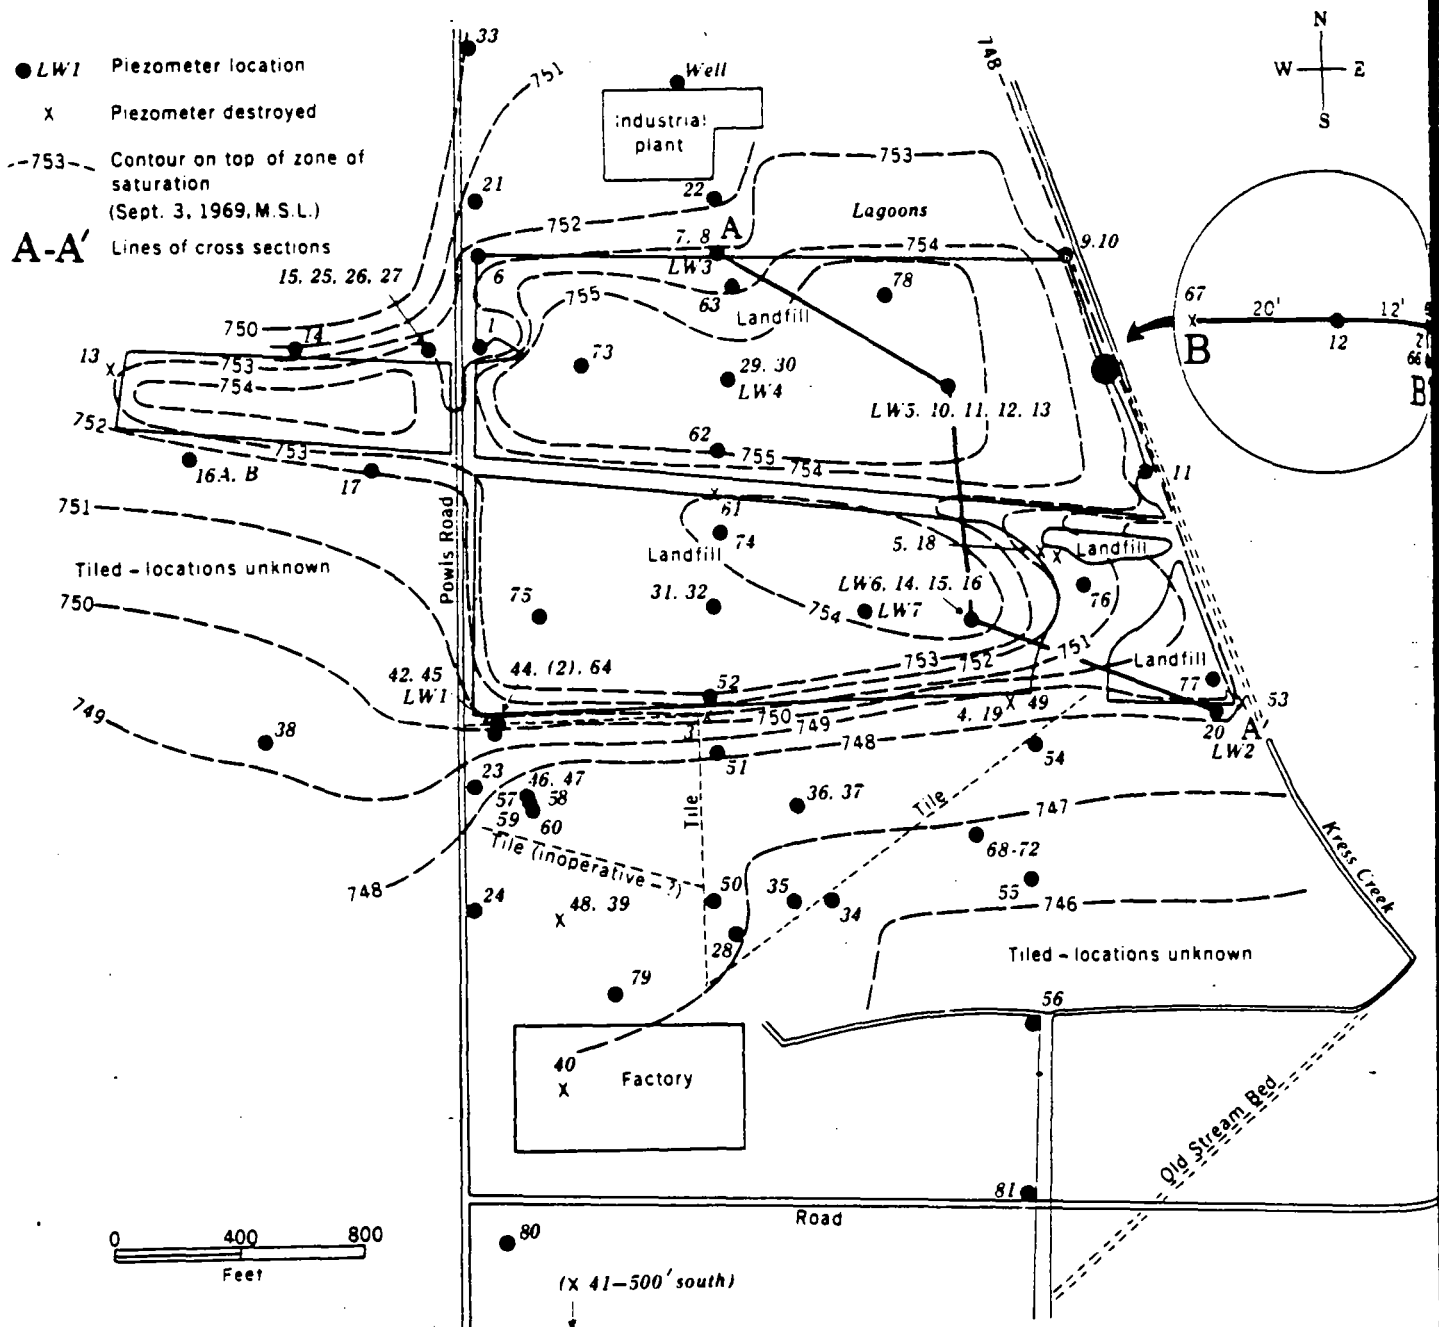 LW1 Piezometer location
x Piezometer destroyed
--753-- Contour on top of zone of
saturation
(Sept. 3, 1969, M.S.L.)
A-A' Lines of cross sections
15, 25, 26, 27
33
751
Well
Industrial
plant
748
N
W E
S
21
22
753
752
Lagoons
7, 8
A
LW3
754
9,10
6
63
78
755
Landfill
67
20'
12'
B
12
66
750
14
13
753
754
1
73
29, 30
LW4
LW5, 10, 11, 12, 13
752
753
62
755
754
11
16A, B
17
751
61
74
Landfill
5, 18
Landfill
Tiled - locations unknown
Powis Road
750
75
31, 32
LW6, 14, 15, 16
LW7
754
76
753
752
751
Landfill
42, 45
LW1
44, (2), 64
52
77
749
38
3
750
749
748
4, 19
49
53
20
A'
LW2
51
54
23
46, 47
57
58
59
60
36, 37
Tile
Tile
747
68-72
Tile (inoperative - ?)
748
24
48, 39
50
35
34
55
746
Kress Creek
28
Tiled - locations unknown
79
56
40
Factory
Old Stream Bed
81
Road
0 400 800
Feet
80
(x 41-500' south)